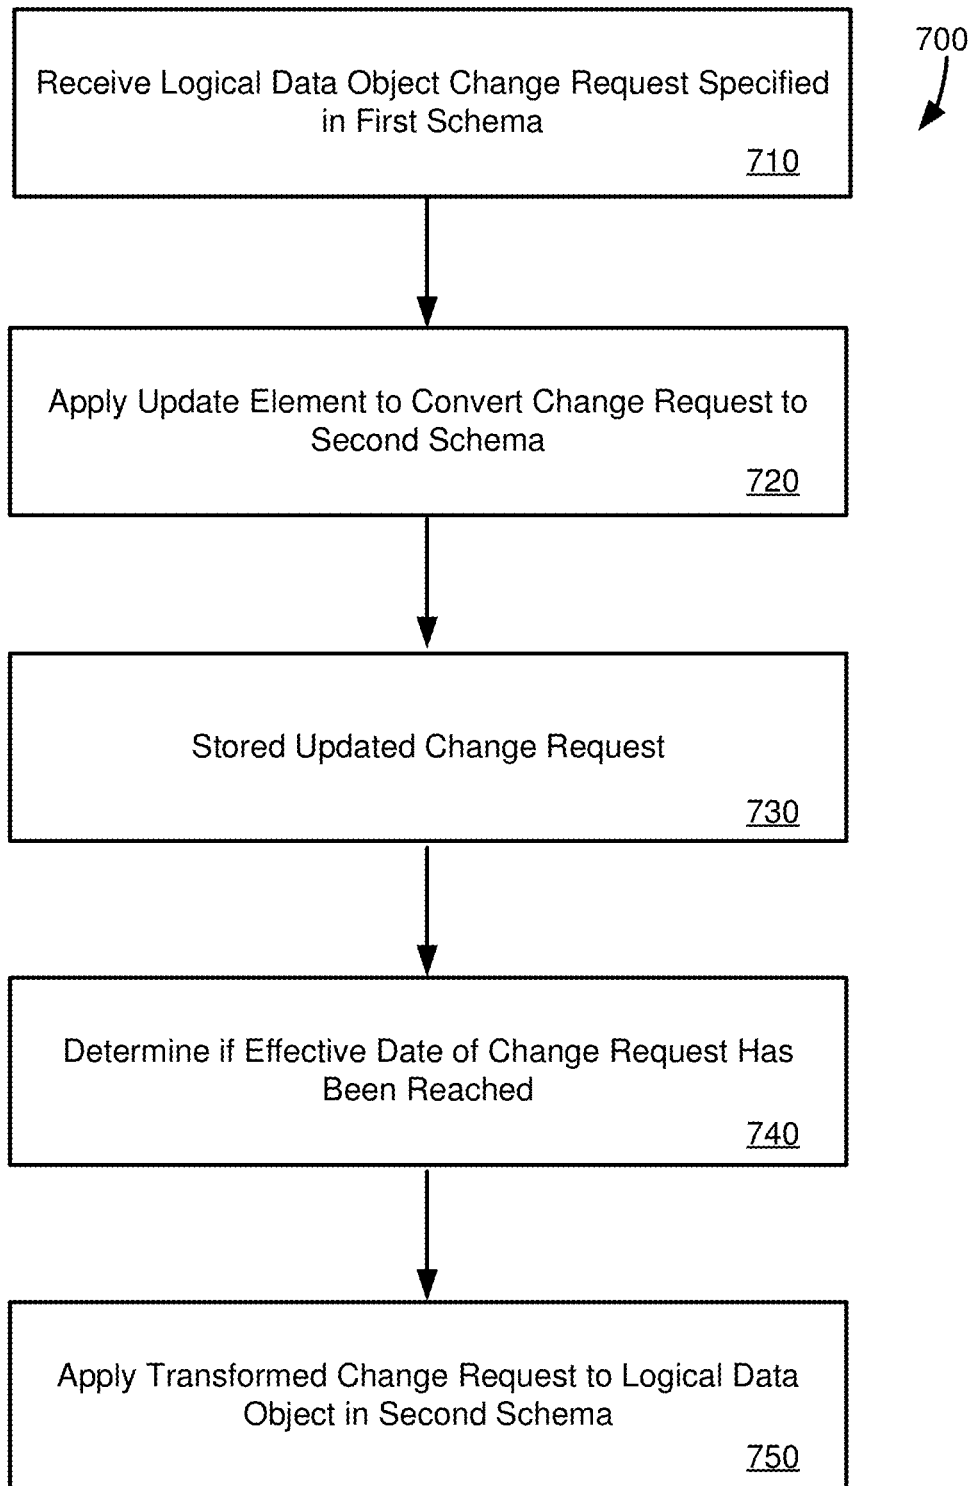 700
Receive Logical Data Object Change Request Specified
in First Schema
710
Apply Update Element to Convert Change Request to
Second Schema
720
Stored Updated Change Request
730
Determine if Effective Date of Change Request Has
Been Reached
740
Apply Transformed Change Request to Logical Data
Object in Second Schema
750